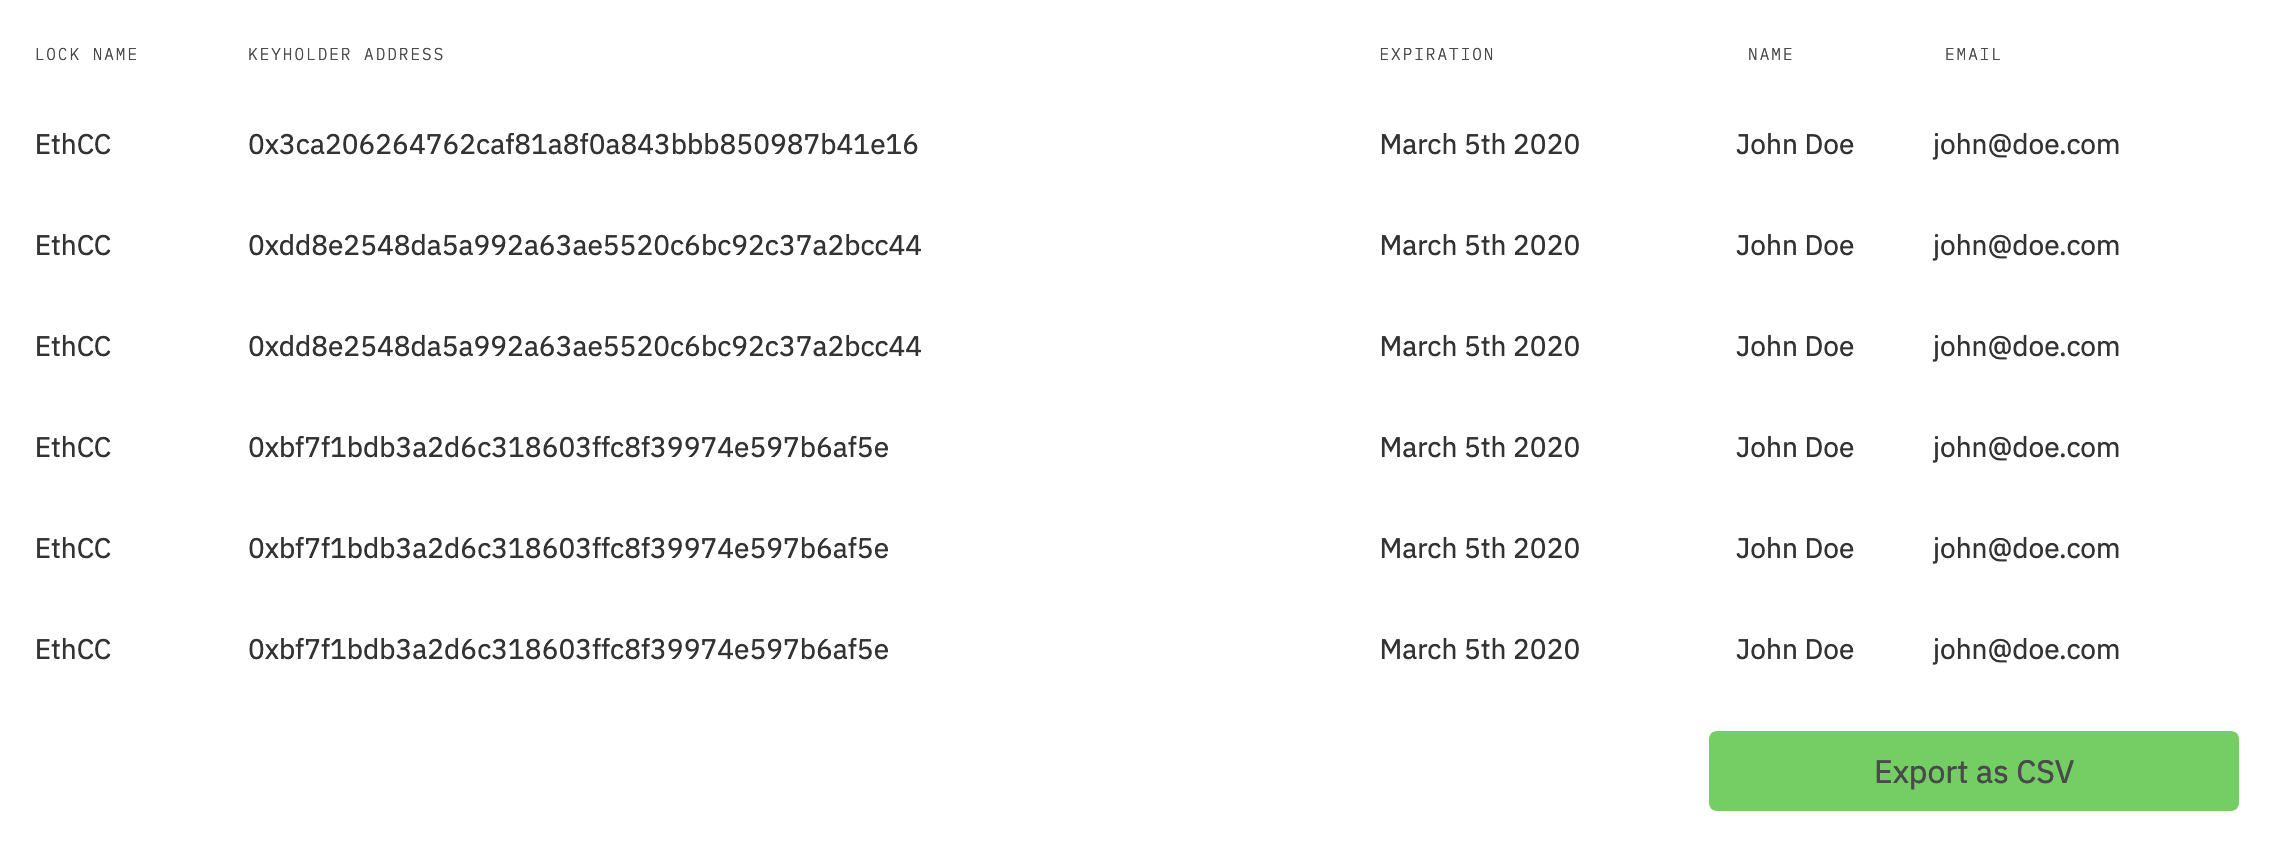 LOCK NAME KEYHOLDER ADDRESS EXPIRATION NAME EMAIL
EthCC 0x3ca206264762caf81a8f0a843bbb850987b41e16 March 5th 2020 John Doe john@doe.com
EthCC 0xdd8e2548da5a992a63ae5520c6bc92c37a2bcc44 March 5th 2020 John Doe john@doe.com
EthCC 0xdd8e2548da5a992a63ae5520c6bc92c37a2bcc44 March 5th 2020 John Doe john@doe.com
EthCC 0xbf7f1bdb3a2d6c318603ffc8f39974e597b6af5e March 5th 2020 John Doe john@doe.com
EthCC 0xbf7f1bdb3a2d6c318603ffc8f39974e597b6af5e March 5th 2020 John Doe john@doe.com
EthCC 0xbf7f1bdb3a2d6c318603ffc8f39974e597b6af5e March 5th 2020 John Doe john@doe.com
Export as CSV